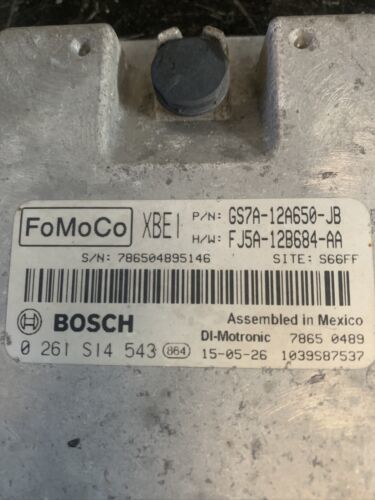 FoMoCo XBE1 P/N: GS7A-12A650-JB
H/W: FJ5A-12B684-AA
S/N: 786504895146 SITE: S66FF
BOSCH Assembled in Mexico
DI-Motronic 7865 0489
0 261 S14 543 864 15-05-26 1039S87537